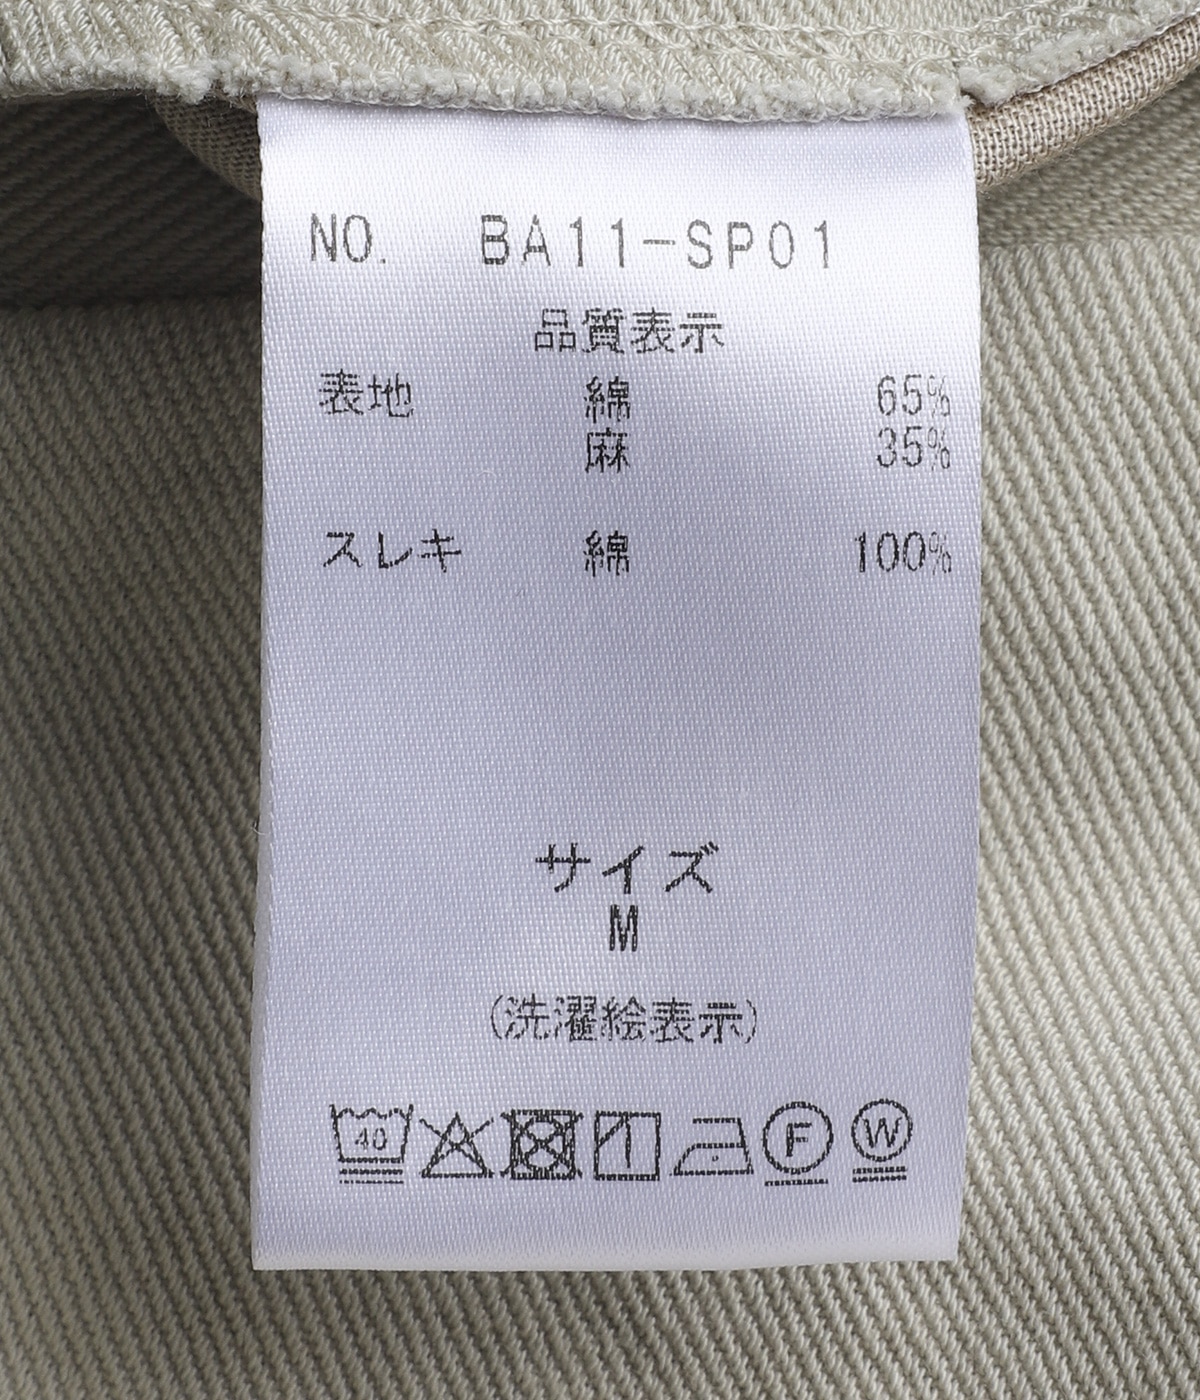 NO. BA11-SP01
品質表示
表地 綿 65%
麻 35%
スレキ 綿 100%
サイズ
M
(洗濯絵表示)
40 F W